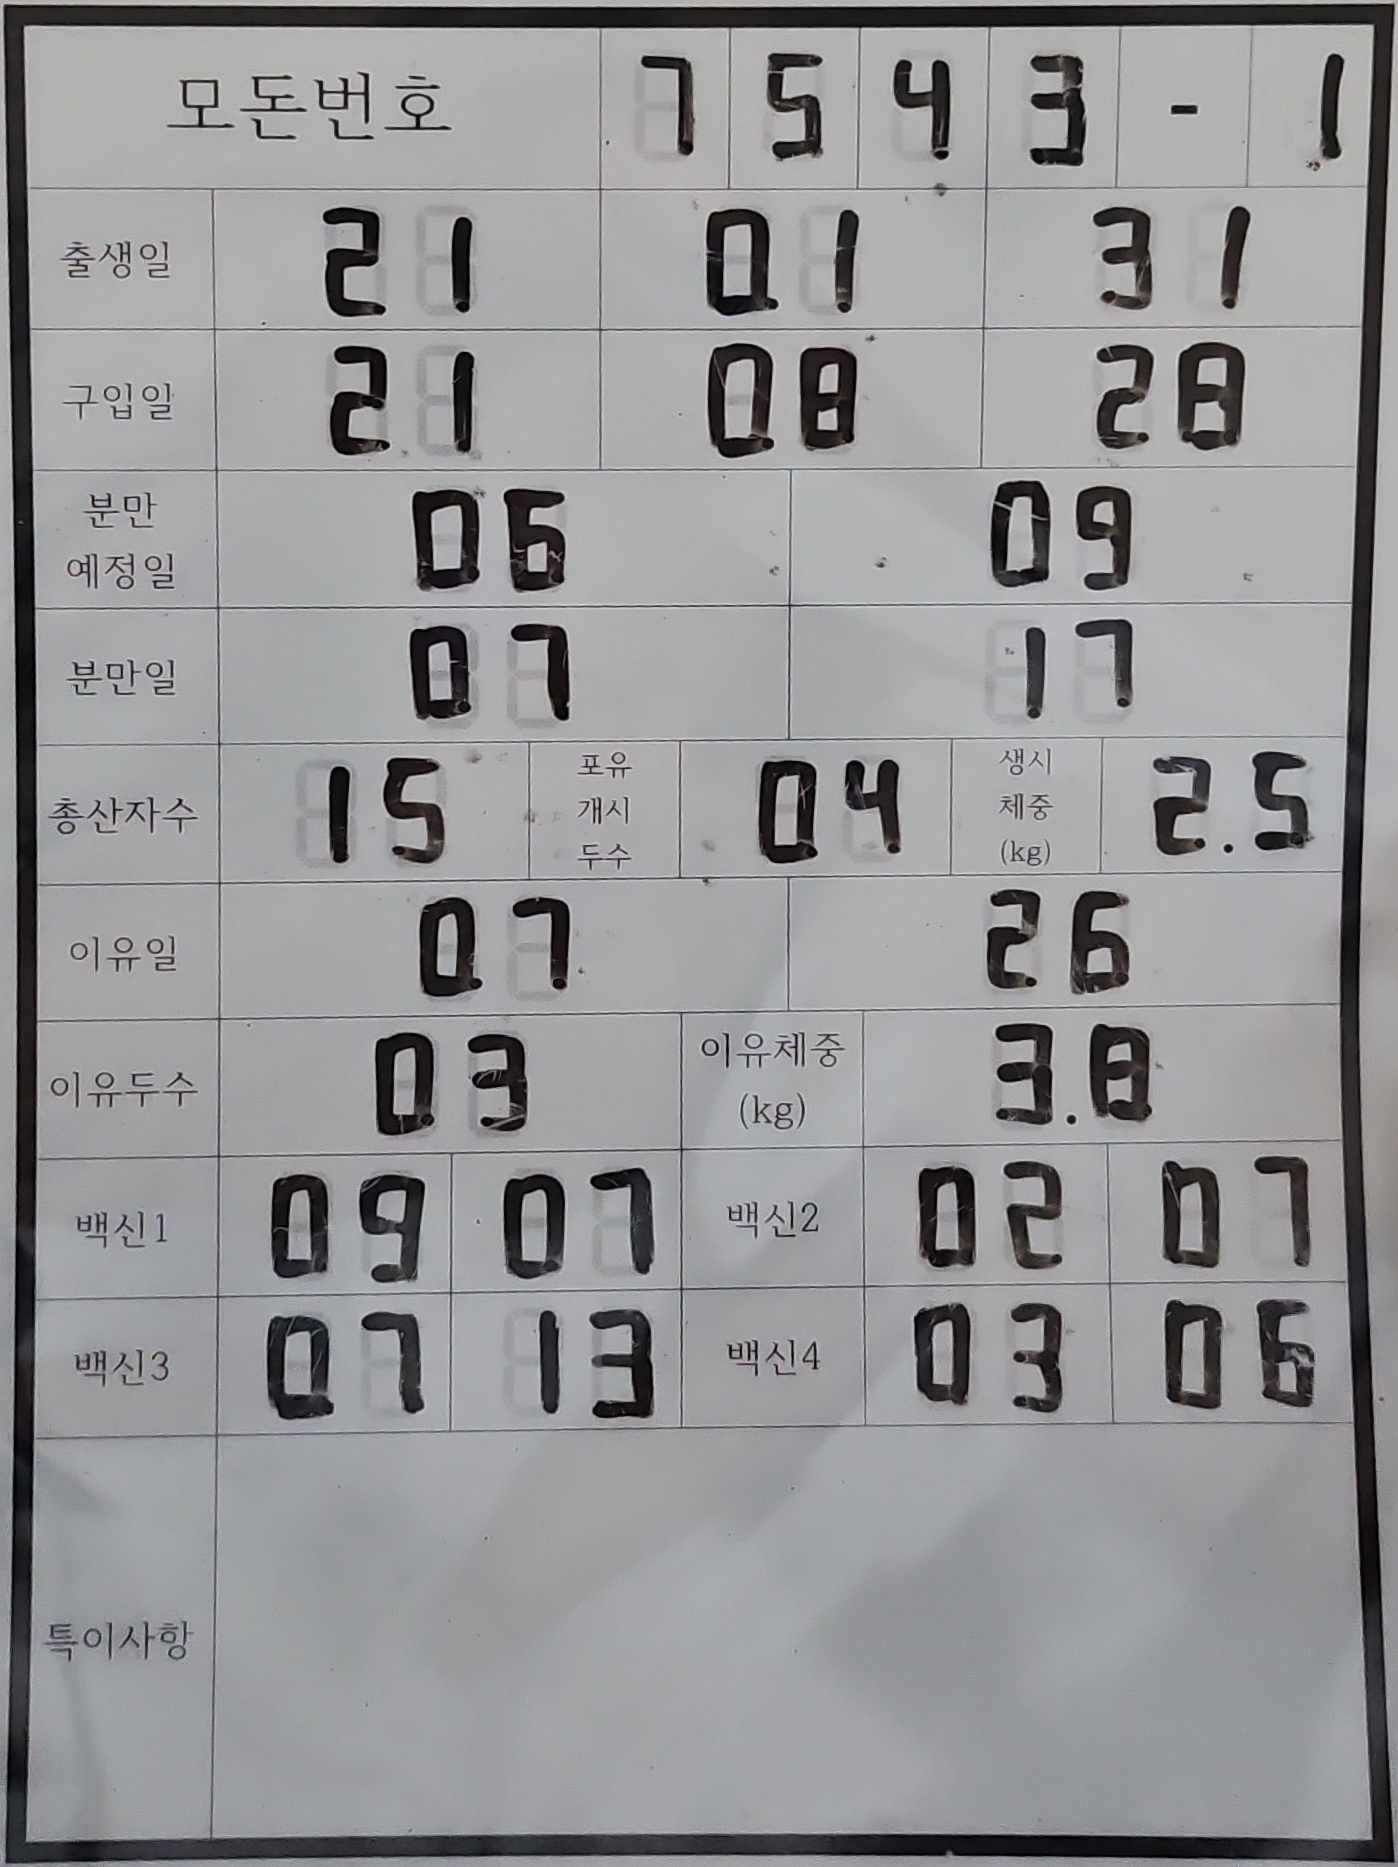 모돈번호 7 5 4 3 - 1
출생일 21 01 31
구입일 21 08 28
분만 예정일 06 09
분만일 07 17
총산자수 15 포유 개시 두수 04 생시 체중 (kg) 2.5
이유일 07 26
이유두수 03 이유체중 (kg) 3.8
백신1 09 07 백신2 02 07
백신3 07 13 백신4 03 06
특이사항